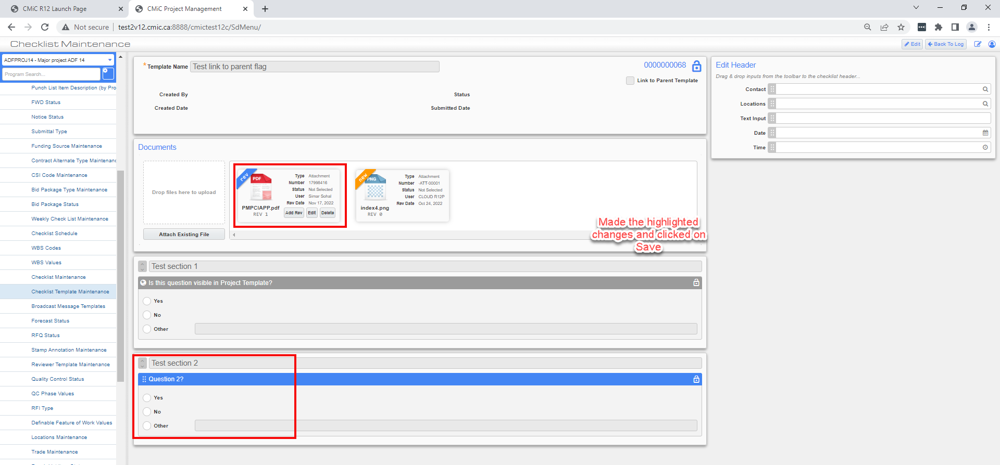 CMiC R12 Launch Page
CMiC Project Management
Not secure
test2v12.cmic.ca:8888/cmictest12c/SdMenu/
Checklist Maintenance
Edit
Back To Log
ADFPROJ14 - Major project ADF 14
Program Search...
Punch List Item Description (by Pro
FWD Status
Notice Status
Submittal Type
Funding Source Maintenance
Contract Alternate Type Maintenanc
CSI Code Maintenance
Bid Package Type Maintenance
Bid Package Status
Weekly Check List Maintenance
Checklist Schedule
WBS Codes
WBS Values
Checklist Maintenance
Checklist Template Maintenance
Broadcast Message Templates
Forecast Status
RFQ Status
Stamp Annotation Maintenance
Reviewer Template Maintenance
Quality Control Status
QC Phase Values
RFI Type
Definable Feature of Work Values
Locations Maintenance
Trade Maintenance
* Template Name Test link to parent flag
0000000068
Link to Parent Template
Created By
Status
Created Date
Submitted Date
Documents
Drop files here to upload
Attach Existing File
rev
PDF
PMPCIAPP.pdf
REV 1
Type Attachment
Number 17998416
Status Not Selected
User Simar Sohal
Rev Date Nov 17, 2022
Add Rev Edit Delete
new
PNG
index4.png
REV 0
Type Attachment
Number -ATT-00001
Status Not Selected
User CLOUD R12P
Rev Date Oct 24, 2022
Made the highlighted
changes and clicked on
Save
Test section 1
Is this question visible in Project Template?
Yes
No
Other
Test section 2
Question 2?
Yes
No
Other
Edit Header
Drag & drop inputs from the toolbar to the checklist header...
Contact
Locations
Text Input
Date
Time